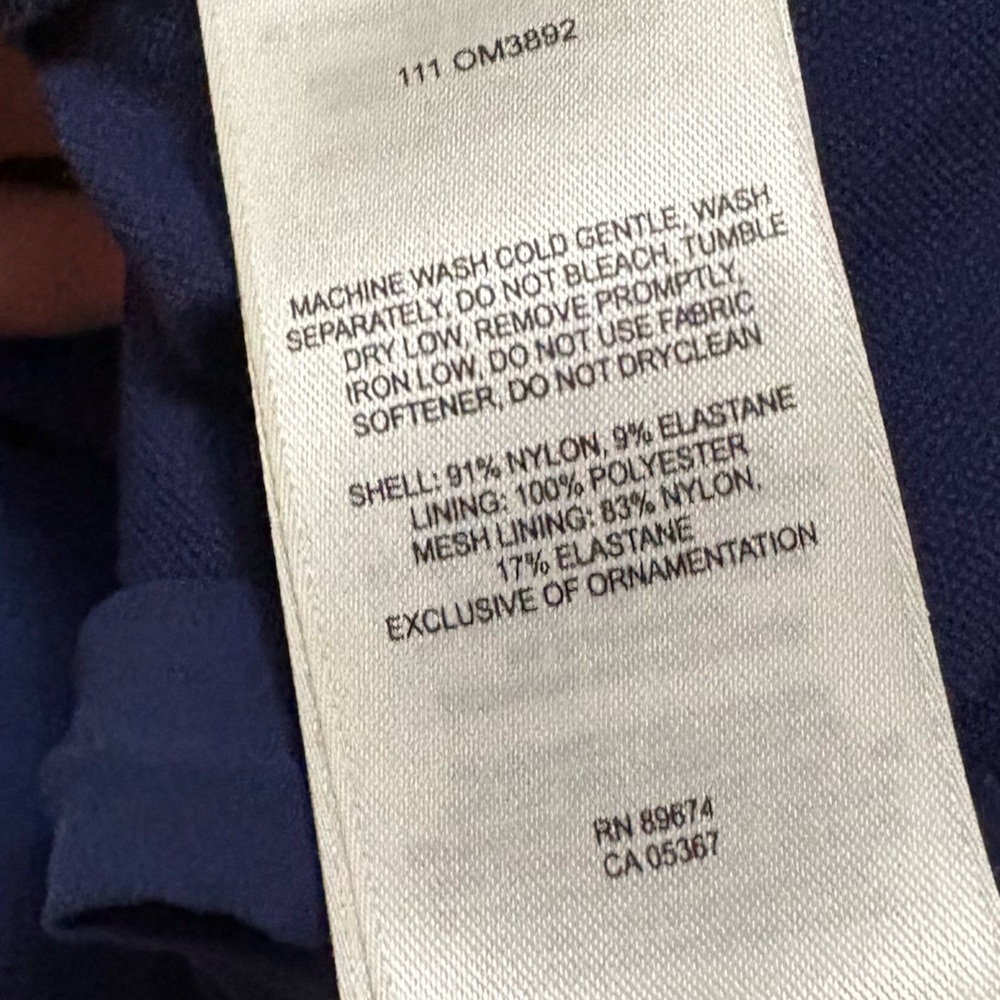 111 OM3892
MACHINE WASH COLD GENTLE, WASH
SEPARATELY, DO NOT BLEACH, TUMBLE
DRY LOW, REMOVE PROMPTLY,
IRON LOW, DO NOT USE FABRIC
SOFTENER, DO NOT DRYCLEAN
SHELL: 91% NYLON, 9% ELASTANE
LINING: 100% POLYESTER
MESH LINING: 83% NYLON,
17% ELASTANE
EXCLUSIVE OF ORNAMENTATION
RN 89674
CA 05367